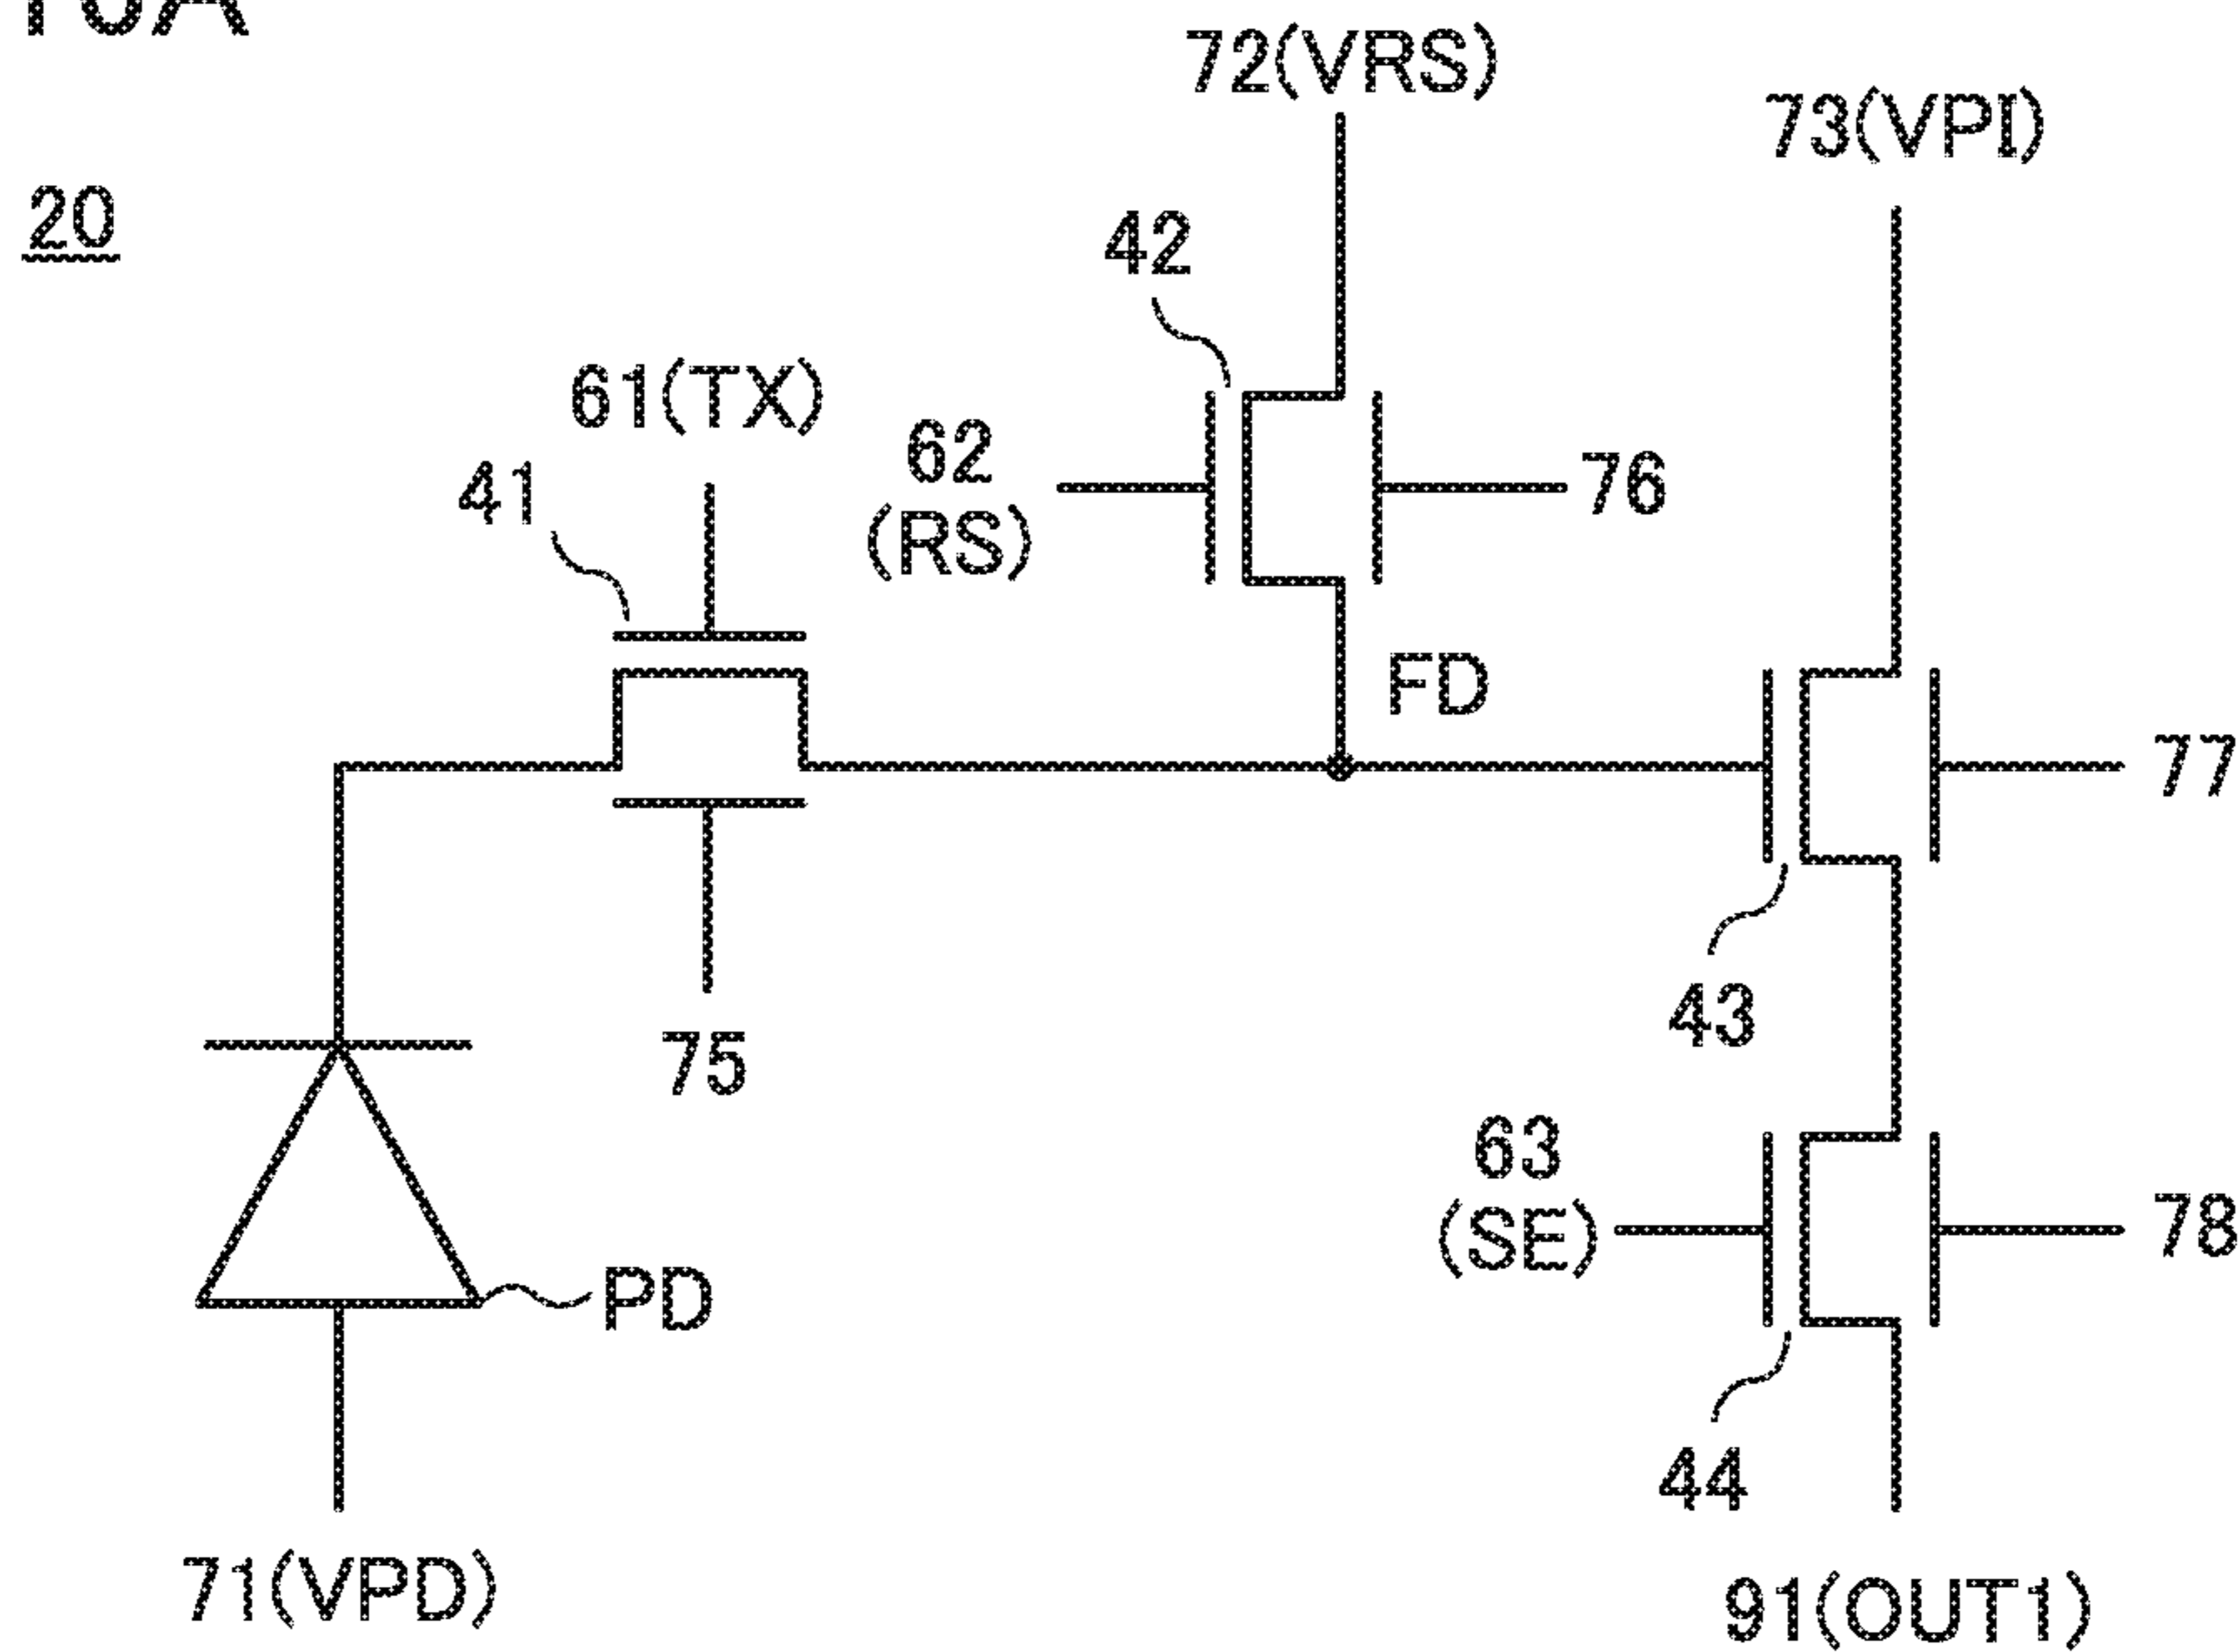 20
72(VRS)
73(VPI)
42
61(TX)
41
62
(RS)
76
FD
77
43
75
63
(SE)
78
PD
44
71(VPD)
91(OUT1)